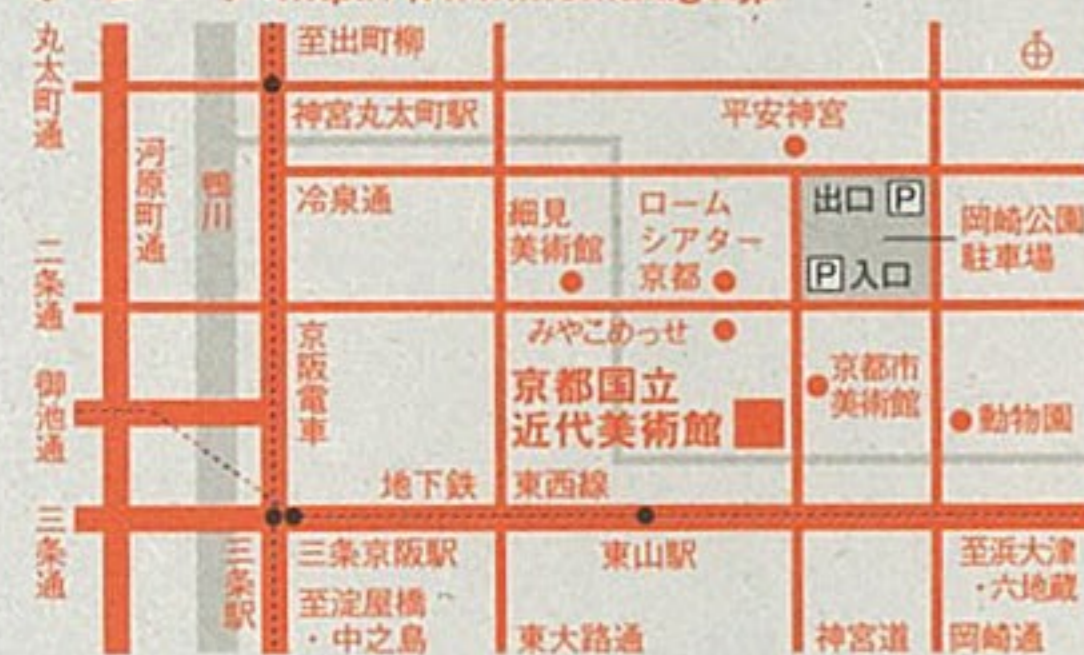 丸太町通
至出町柳
神宮丸太町駅
平安神宮
河原町通
鴨川
冷泉通
細見
美術館
ローム
シアター
京都
出口 P
P 入口
岡崎公園
駐車場
二条通
京阪電車
みやこめっせ
京都国立
近代美術館
京都市
美術館
動物園
御池通
地下鉄 東西線
三条通
三条駅
三条京阪駅
東山駅
至浜大津
・六地蔵
至淀屋橋
・中之島
東大路通
神宮道
岡崎通